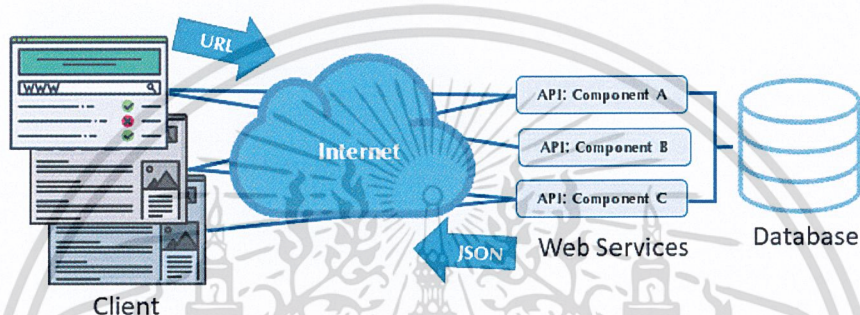 URL
WWW
Internet
API: Component A
API: Component B
API: Component C
JSON
Web Services
Database
Client